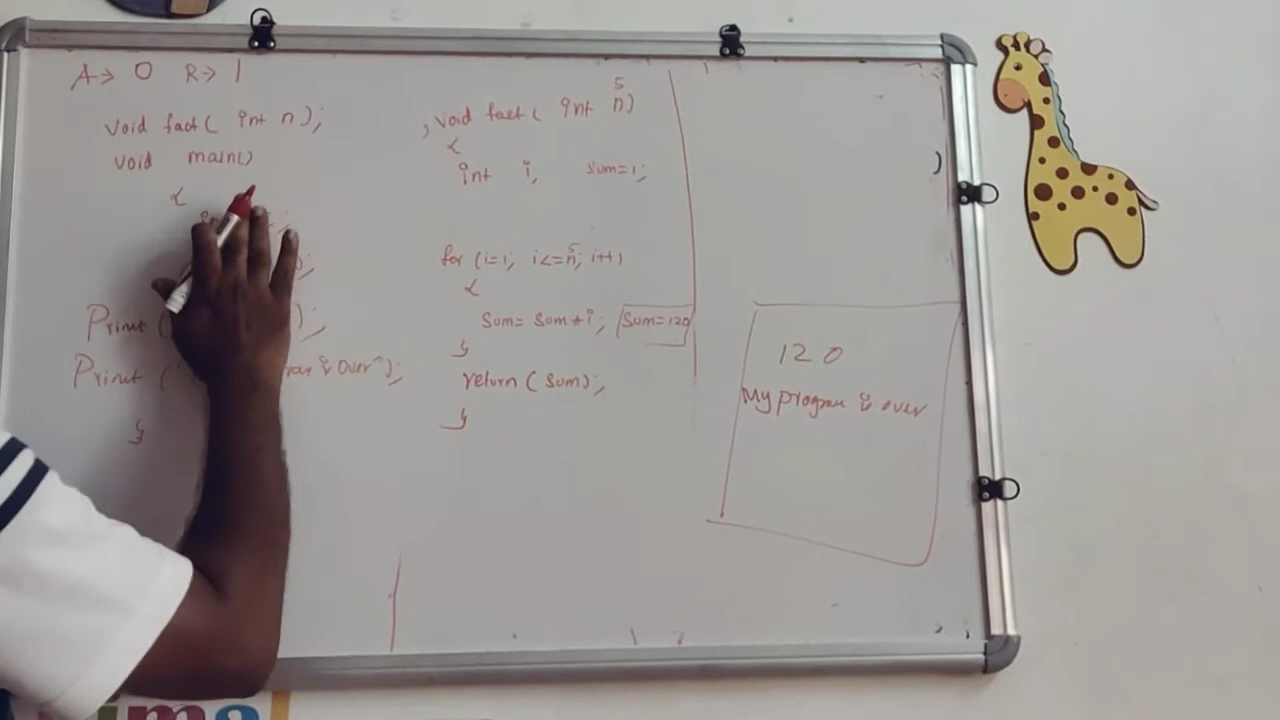 A→ 0 R→ 1
void fact( int n);
void main()
{
Print ( );
Print (" over");
}
5
void fact( int n)
{
int i, sum=1;
5
for (i=1; i<=n; i++)
{
Sum= Sum*i; Sum=120
}
return(sum);
}
120
My program is over